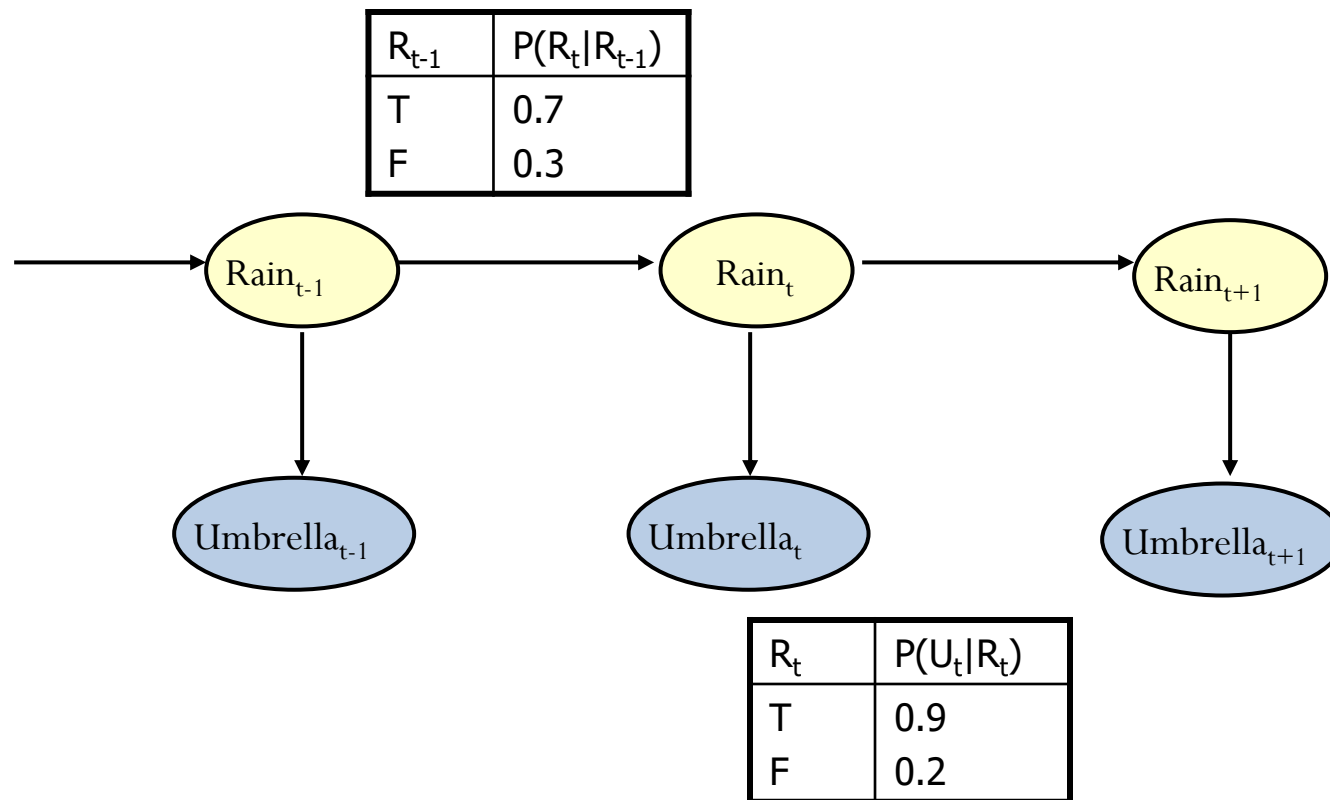 R_{t-1} P(R_t|R_{t-1})
T 0.7
F 0.3
Rain_{t-1} Rain_t Rain_{t+1}
Umbrella_{t-1} Umbrella_t Umbrella_{t+1}
R_t P(U_t|R_t)
T 0.9
F 0.2